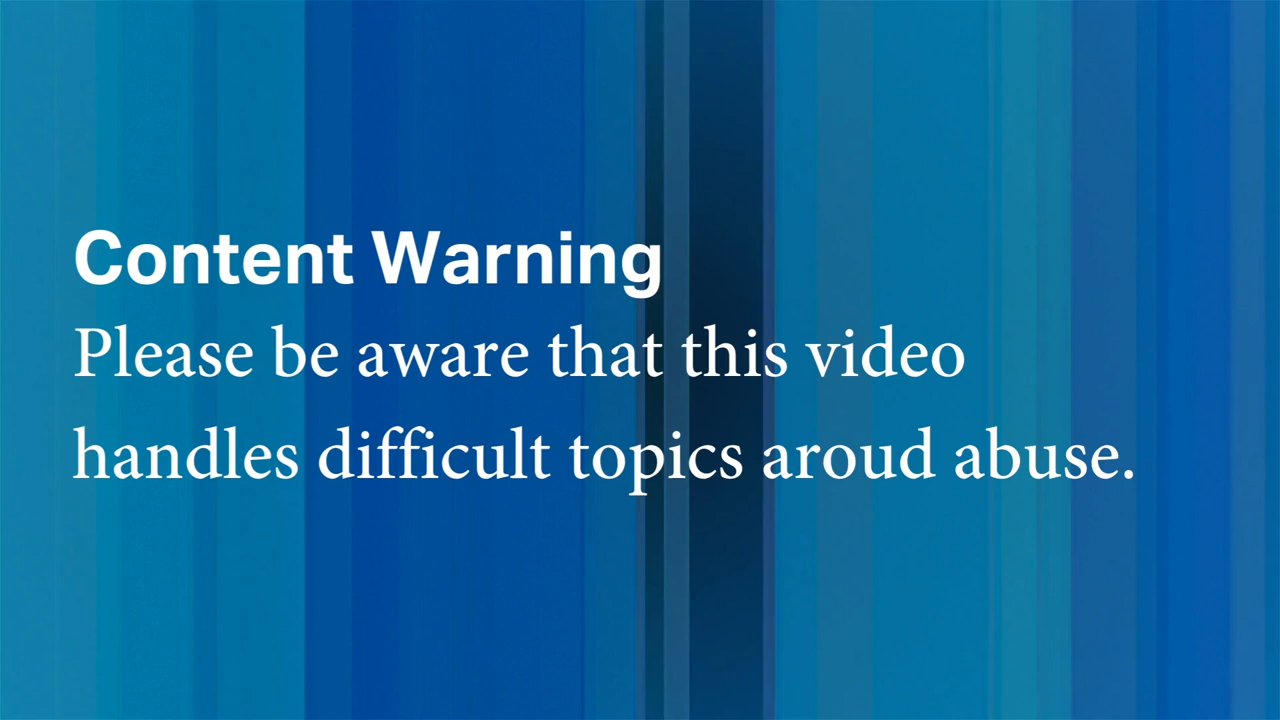 Content Warning
Please be aware that this video
handles difficult topics aroud abuse.